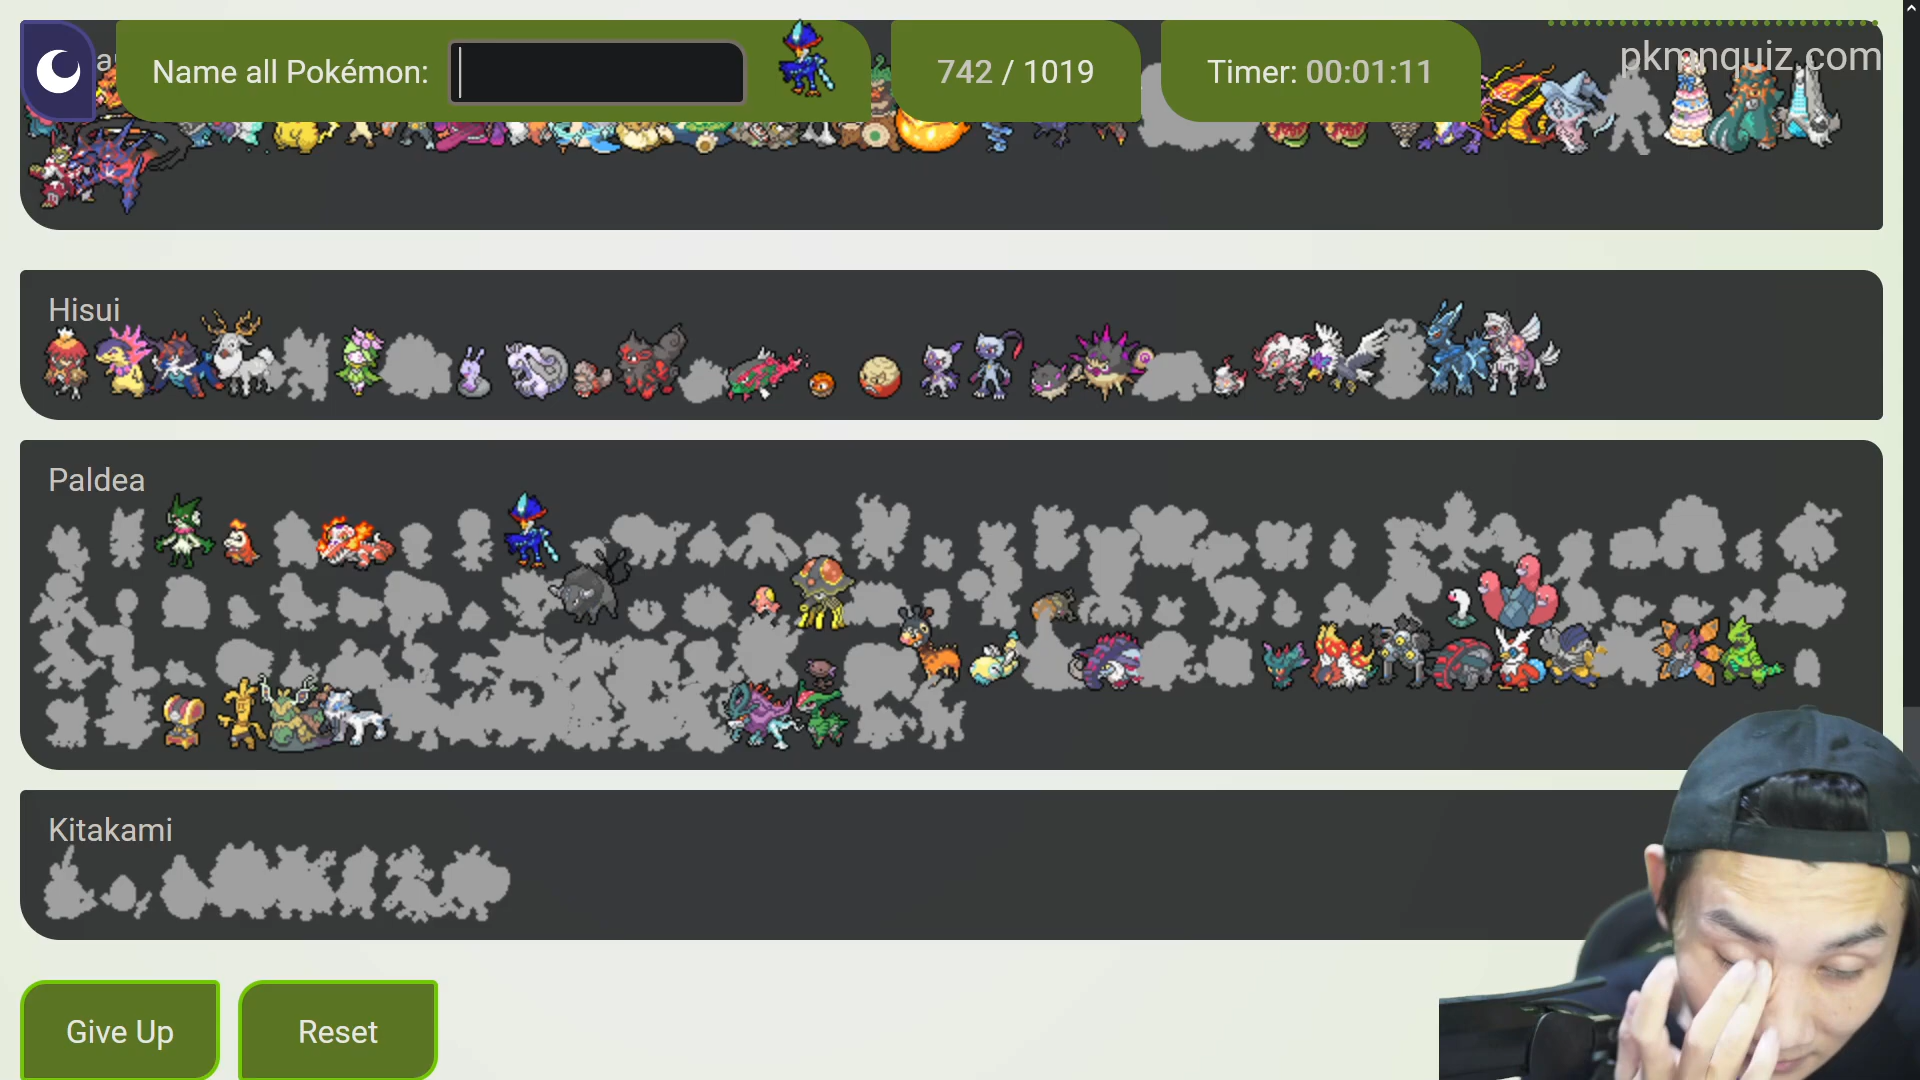 Name all Pokémon:
742 / 1019
Timer: 00:01:11
pkmnquiz.com
Hisui
Paldea
Kitakami
Give Up
Reset